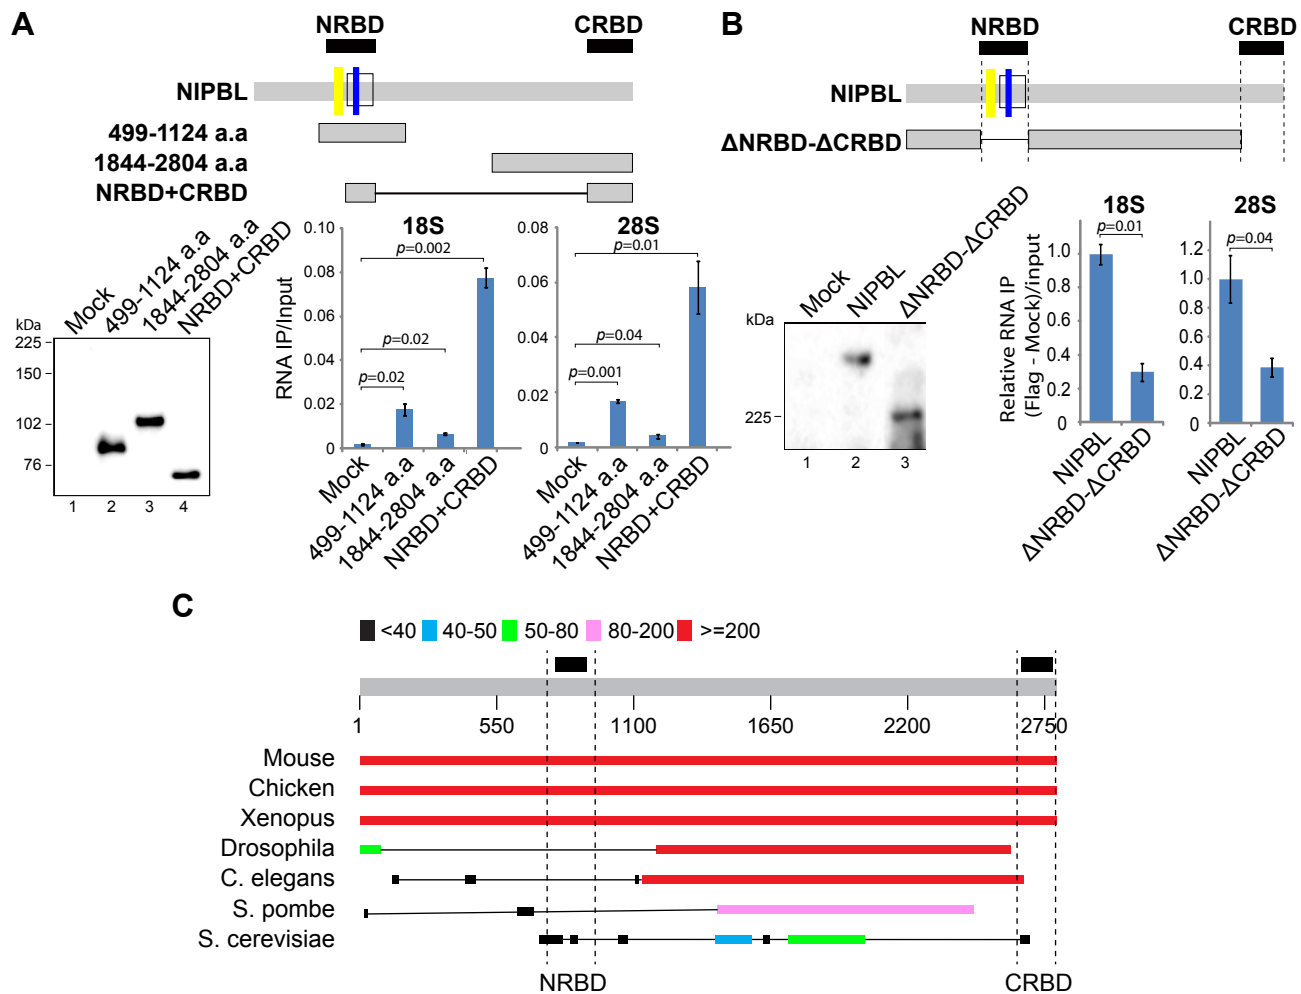 A
NRBD
CRBD
NIPBL
499-1124 a.a
1844-2804 a.a
NRBD+CRBD
kDa
Mock
499-1124 a.a
1844-2804 a.a
NRBD+CRBD
225
150
102
76
1 2 3 4
RNA IP/Input
18S
0.10
0.08
0.06
0.04
0.02
0
p=0.002
p=0.02
p=0.02
Mock
499-1124 a.a
1844-2804 a.a
NRBD+CRBD
28S
0.08
0.06
0.04
0.02
0
p=0.01
p=0.04
p=0.001
Mock
499-1124 a.a
1844-2804 a.a
NRBD+CRBD
B
NRBD
CRBD
NIPBL
ΔNRBD-ΔCRBD
kDa
Mock
NIPBL
ΔNRBD-ΔCRBD
225
1 2 3
Relative RNA IP
(Flag - Mock)/input
18S
p=0.01
1.0
0.8
0.6
0.4
0.2
0
NIPBL
ΔNRBD-ΔCRBD
28S
p=0.04
1.2
1.0
0.8
0.6
0.4
0.2
0
NIPBL
ΔNRBD-ΔCRBD
C
<40 40-50 50-80 80-200 >=200
1 550 1100 1650 2200 2750
Mouse
Chicken
Xenopus
Drosophila
C. elegans
S. pombe
S. cerevisiae
NRBD CRBD